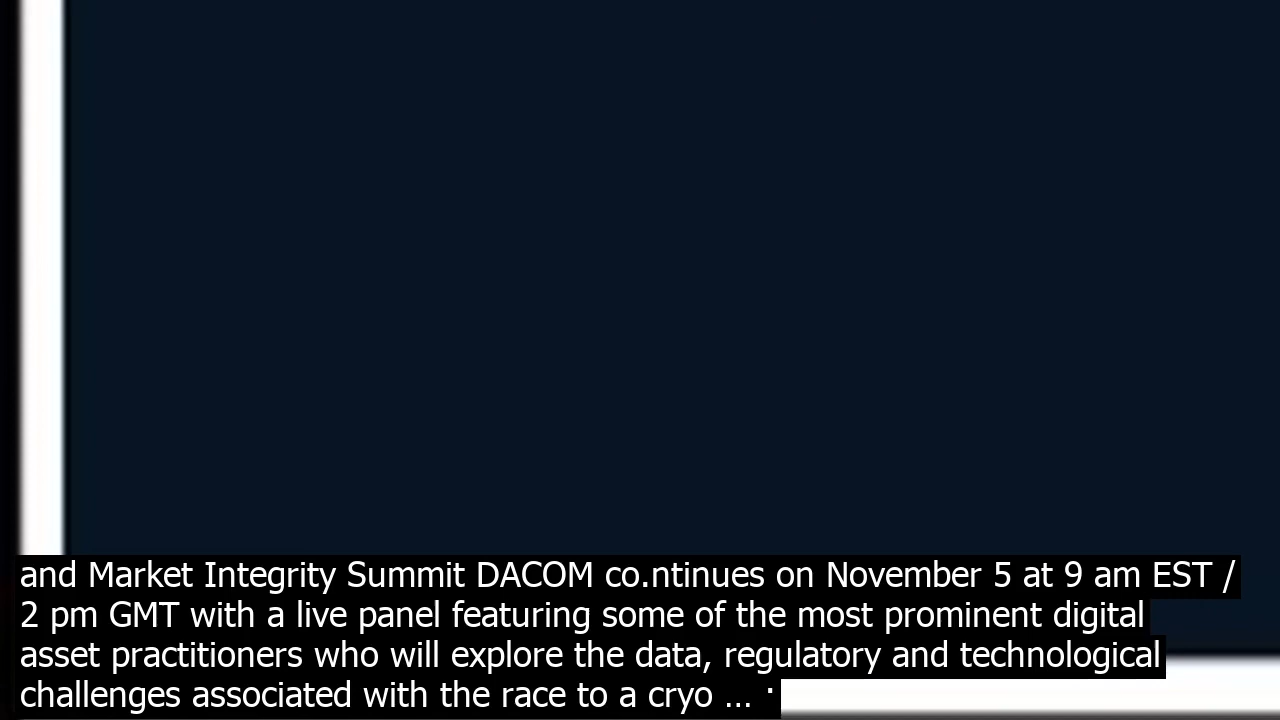 and Market Integrity Summit DACOM co.ntinues on November 5 at 9 am EST /
2 pm GMT with a live panel featuring some of the most prominent digital
asset practitioners who will explore the data, regulatory and technological
challenges associated with the race to a cryo ... ·